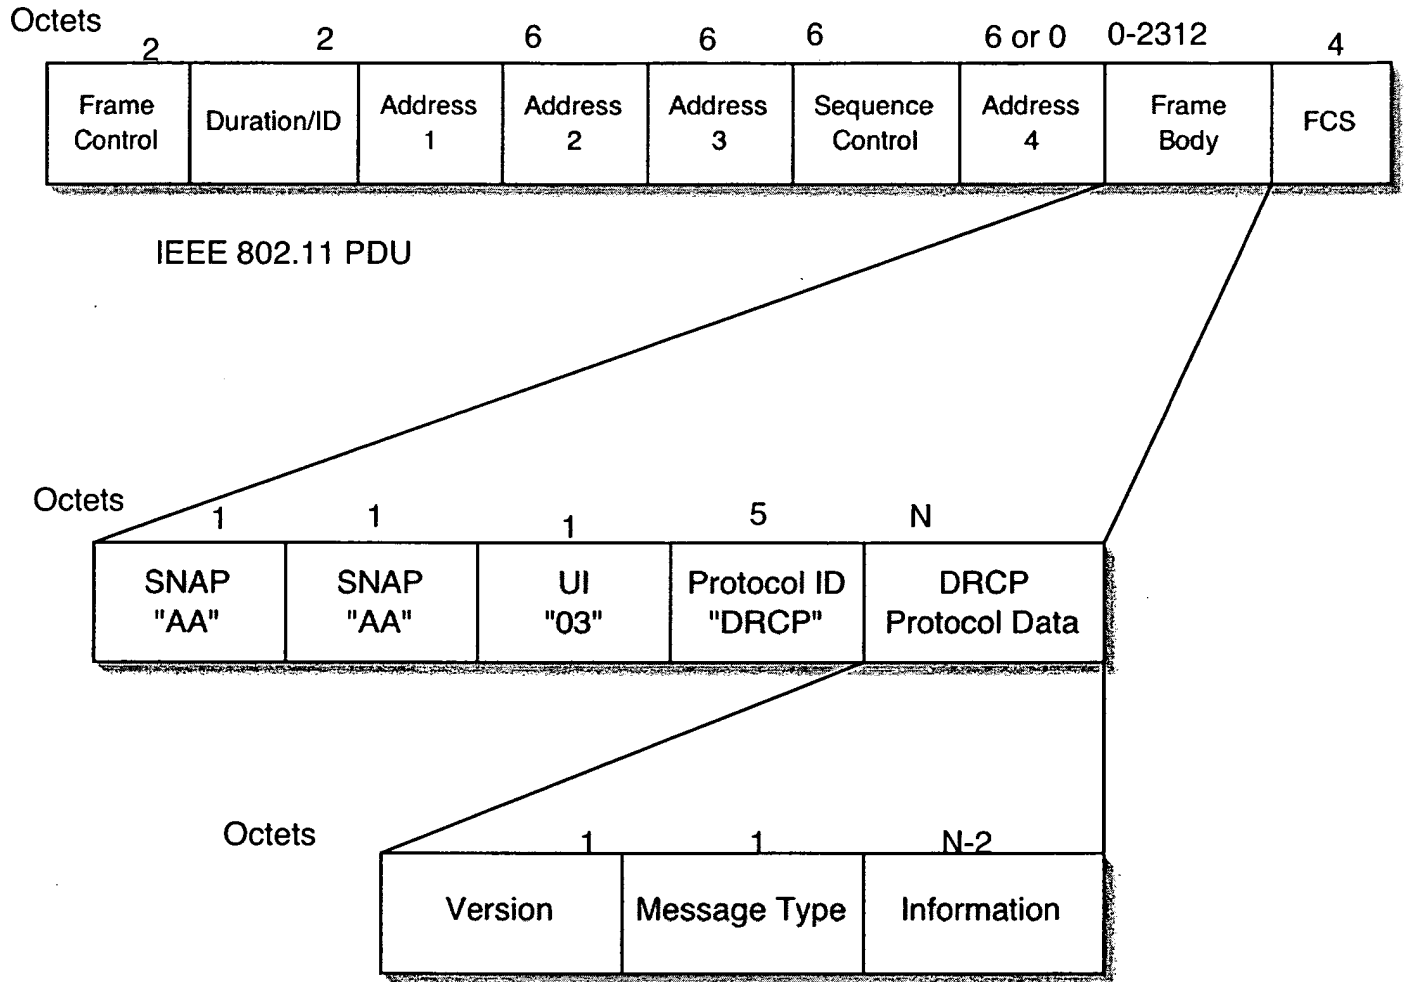 Octets
2 2 6 6 6 6 or 0 0-2312 4
Frame Control
Duration/ID
Address 1
Address 2
Address 3
Sequence Control
Address 4
Frame Body
FCS
IEEE 802.11 PDU
Octets
1 1 1 5 N
SNAP "AA"
SNAP "AA"
UI "03"
Protocol ID "DRCP"
DRCP Protocol Data
Octets
1 1 N-2
Version
Message Type
Information